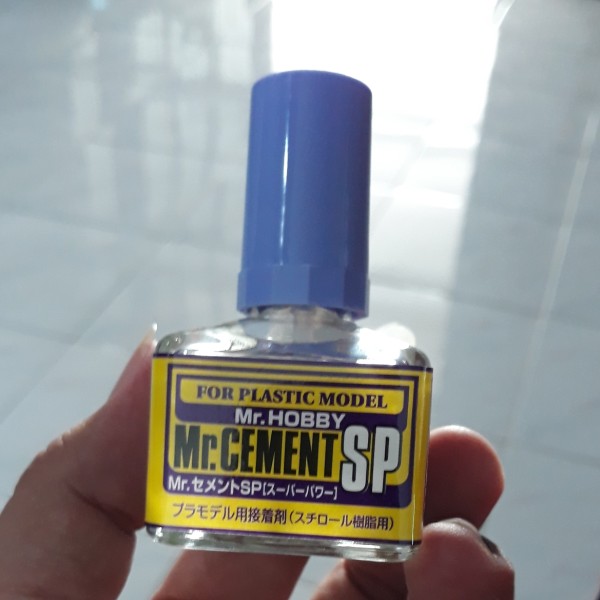 FOR PLASTIC MODEL
Mr.HOBBY
Mr.CEMENT SP
Mr.セメントSP[スーパーパワー]
プラモデル用接着剤(スチロール樹脂用)